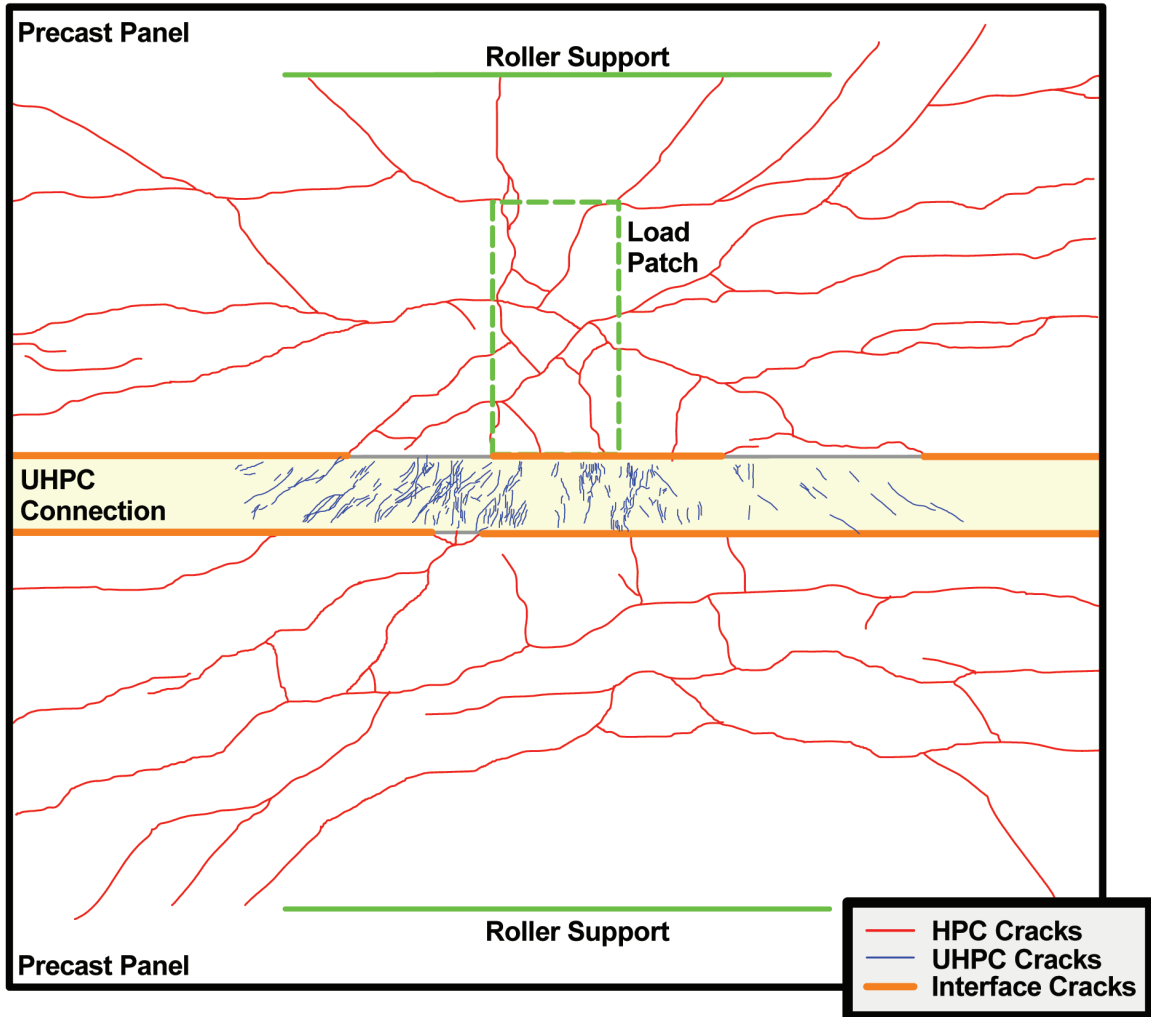 Precast Panel
Roller Support
Load
Patch
UHPC
Connection
Roller Support
Precast Panel
HPC Cracks
UHPC Cracks
Interface Cracks